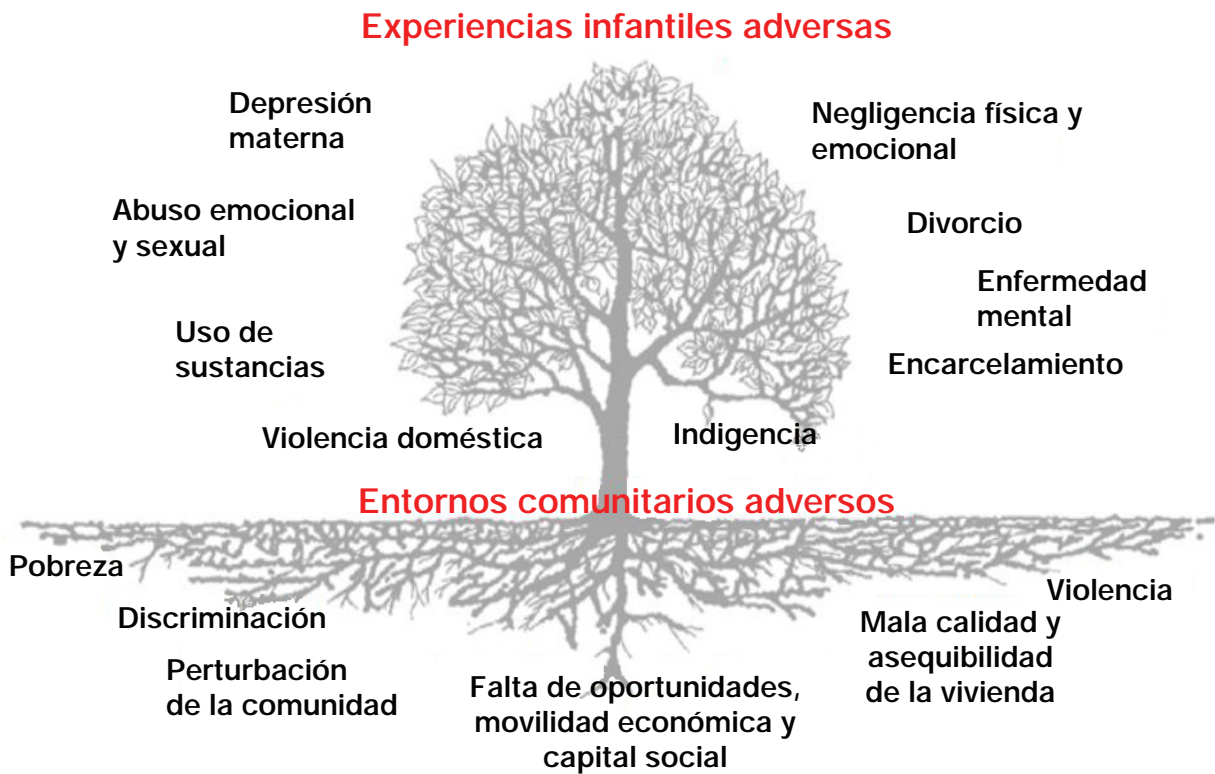 Experiencias infantiles adversas
Depresión
materna
Negligencia física y
emocional
Abuso emocional
y sexual
Divorcio
Enfermedad
mental
Uso de
sustancias
Encarcelamiento
Violencia doméstica
Indigencia
Entornos comunitarios adversos
Pobreza
Violencia
Discriminación
Mala calidad y
asequibilidad
de la vivienda
Perturbación
de la comunidad
Falta de oportunidades,
movilidad económica y
capital social